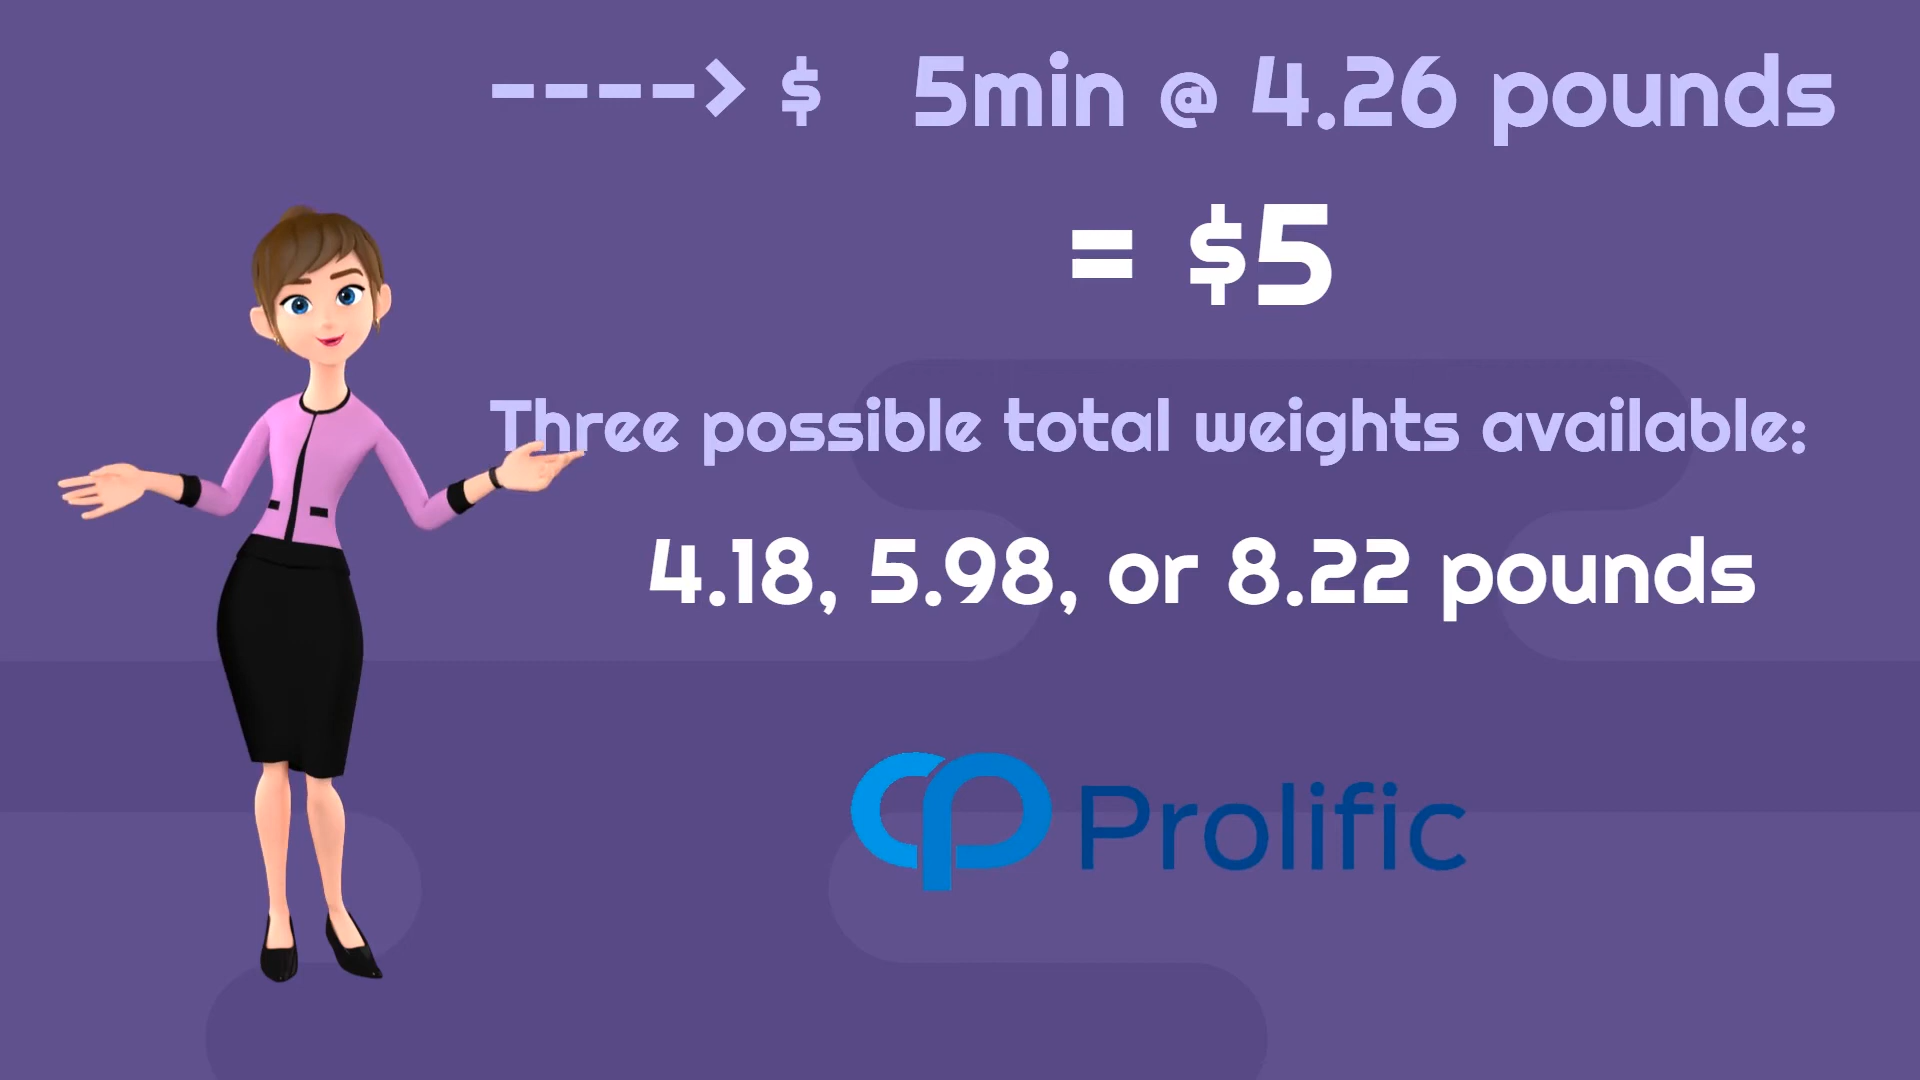 ----> $ 5min @ 4.26 pounds
= $5
Three possible total weights available:
4.18, 5.98, or 8.22 pounds
Prolific